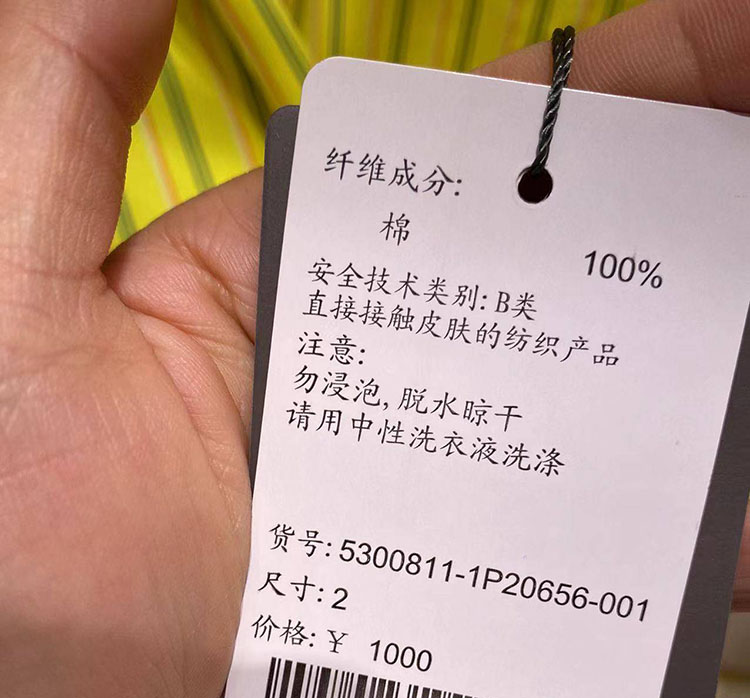 纤维成分:
棉 100%
安全技术类别: B类
直接接触皮肤的纺织产品
注意:
勿浸泡, 脱水晾干
请用中性洗衣液洗涤
货号: 5300811-1P20656-001
尺寸: 2
价格: ¥ 1000